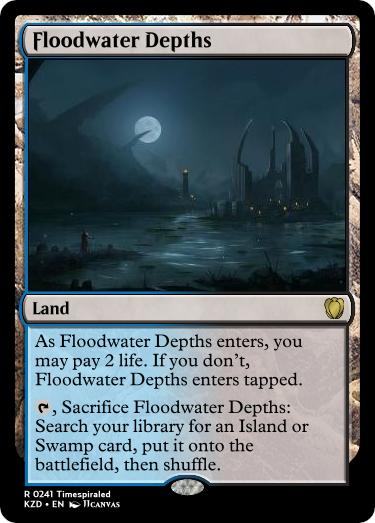 Floodwater Depths
Land
As Floodwater Depths enters, you
may pay 2 life. If you don't,
Floodwater Depths enters tapped.
, Sacrifice Floodwater Depths:
Search your library for an Island or
Swamp card, put it onto the
battlefield, then shuffle.
R 0241 Timespiraled
KZD • EN 11CANVAS